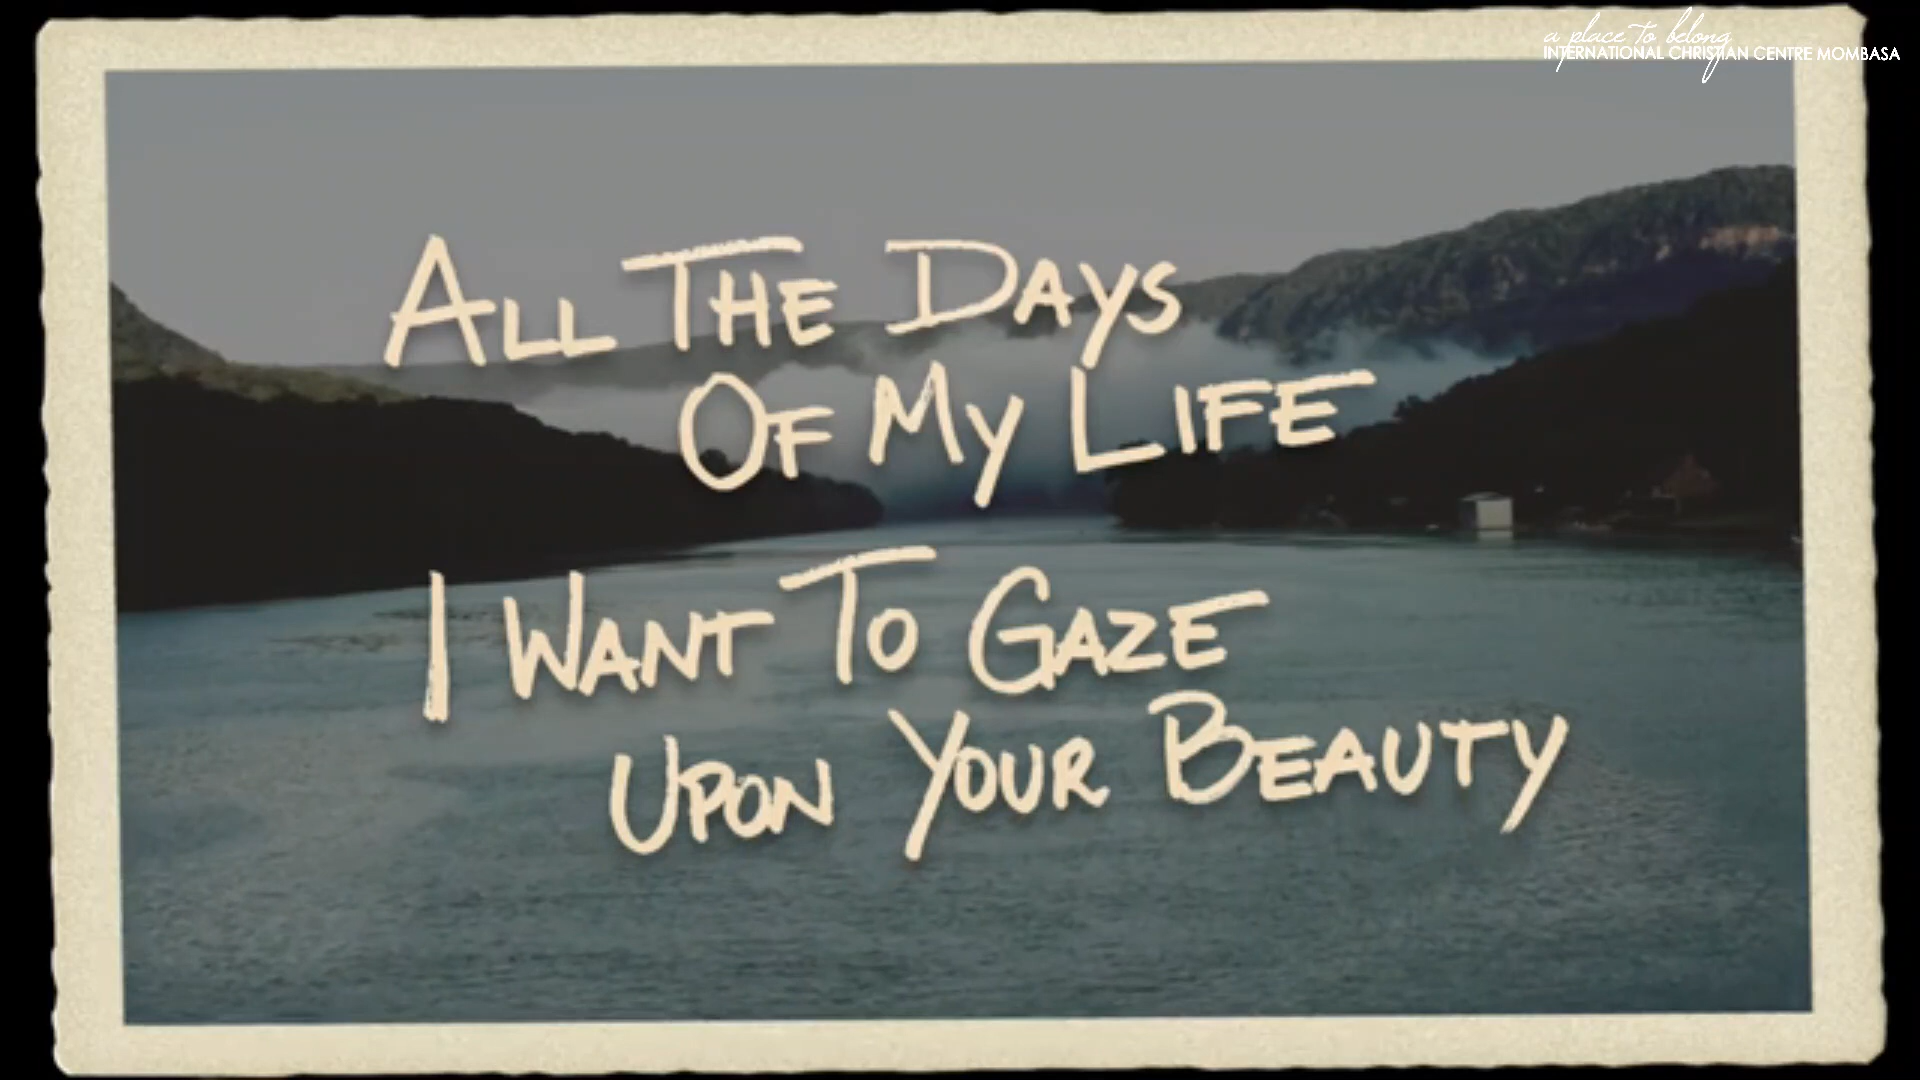 a place to belong
INTERNATIONAL CHRISTIAN CENTRE MOMBASA
ALL THE DAYS
OF MY LIFE
I WANT TO GAZE
UPON YOUR BEAUTY